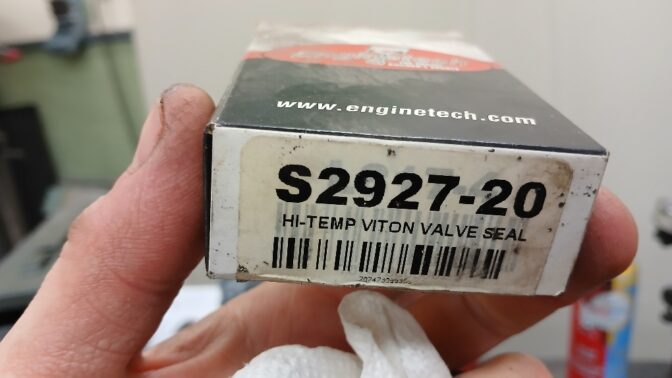 www.enginetech.com
S2927-20
HI-TEMP VITON VALVE SEAL